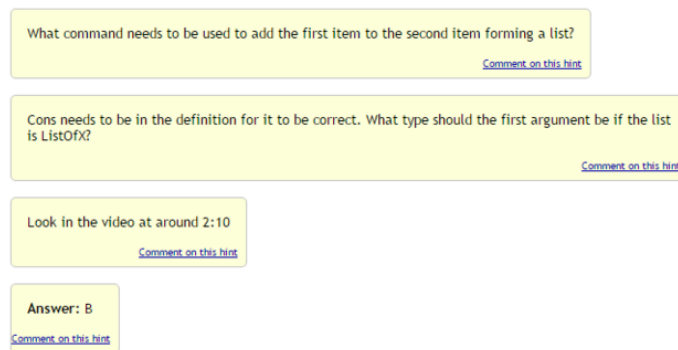 What command needs to be used to add the first item to the second item forming a list?
Comment on this hint
Cons needs to be in the definition for it to be correct. What type should the first argument be if the list
is ListOfX?
Comment on this hint
Look in the video at around 2:10
Comment on this hint
Answer: B
Comment on this hint